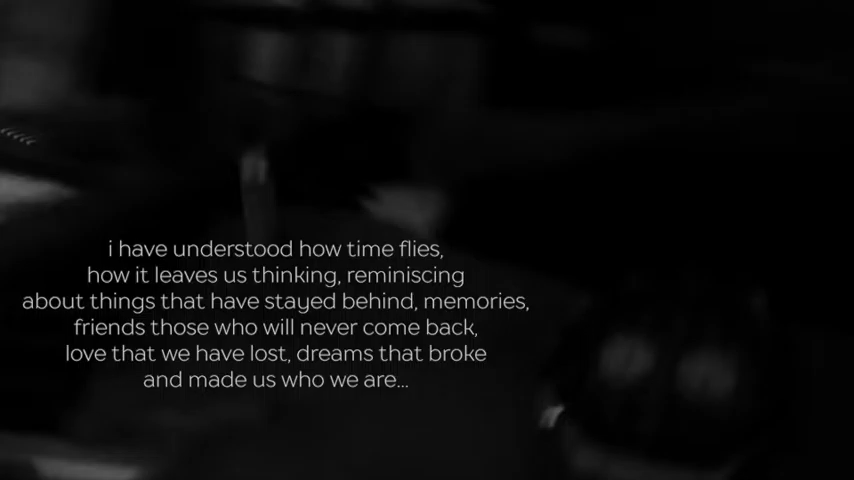 i have understood how time flies,
how it leaves us thinking, reminiscing
about things that have stayed behind, memories,
friends those who will never come back,
love that we have lost, dreams that broke
and made us who we are...